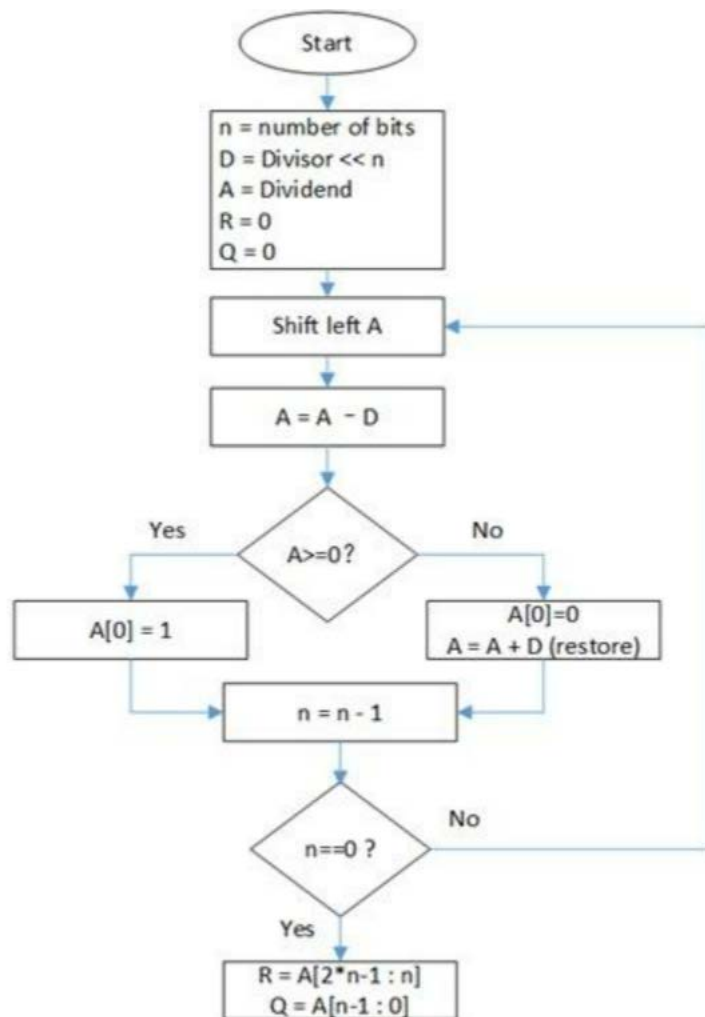 Start
n = number of bits
D = Divisor << n
A = Dividend
R = 0
Q = 0
Shift left A
A = A - D
Yes
No
A>=0?
A[0] = 1
A[0]=0
A = A + D (restore)
n = n - 1
No
n==0 ?
Yes
R = A[2*n-1 : n]
Q = A[n-1 : 0]